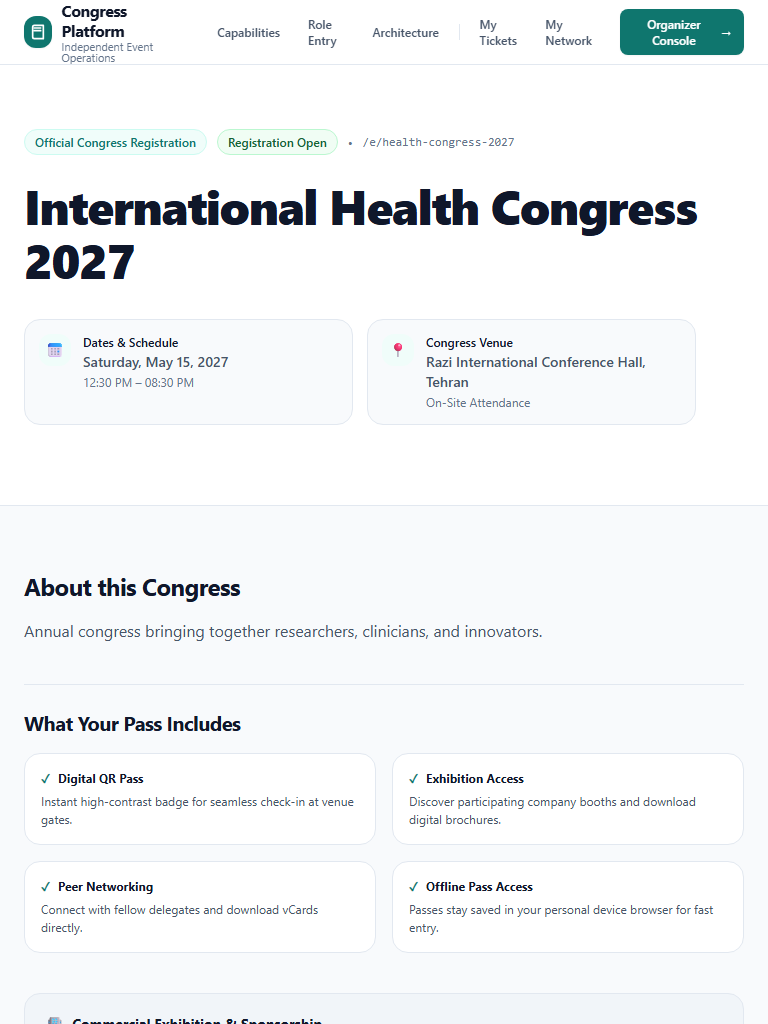 Congress
Platform
Independent Event
Operations
Capabilities
Role
Entry
Architecture
My
Tickets
My
Network
Organizer
Console →
Official Congress Registration
Registration Open
• /e/health-congress-2027
International Health Congress
2027
Dates & Schedule
Saturday, May 15, 2027
12:30 PM – 08:30 PM
Congress Venue
Razi International Conference Hall,
Tehran
On-Site Attendance
About this Congress
Annual congress bringing together researchers, clinicians, and innovators.
What Your Pass Includes
✓ Digital QR Pass
Instant high-contrast badge for seamless check-in at venue
gates.
✓ Exhibition Access
Discover participating company booths and download
digital brochures.
✓ Peer Networking
Connect with fellow delegates and download vCards
directly.
✓ Offline Pass Access
Passes stay saved in your personal device browser for fast
entry.
Commercial Exhibition & Sponsorship